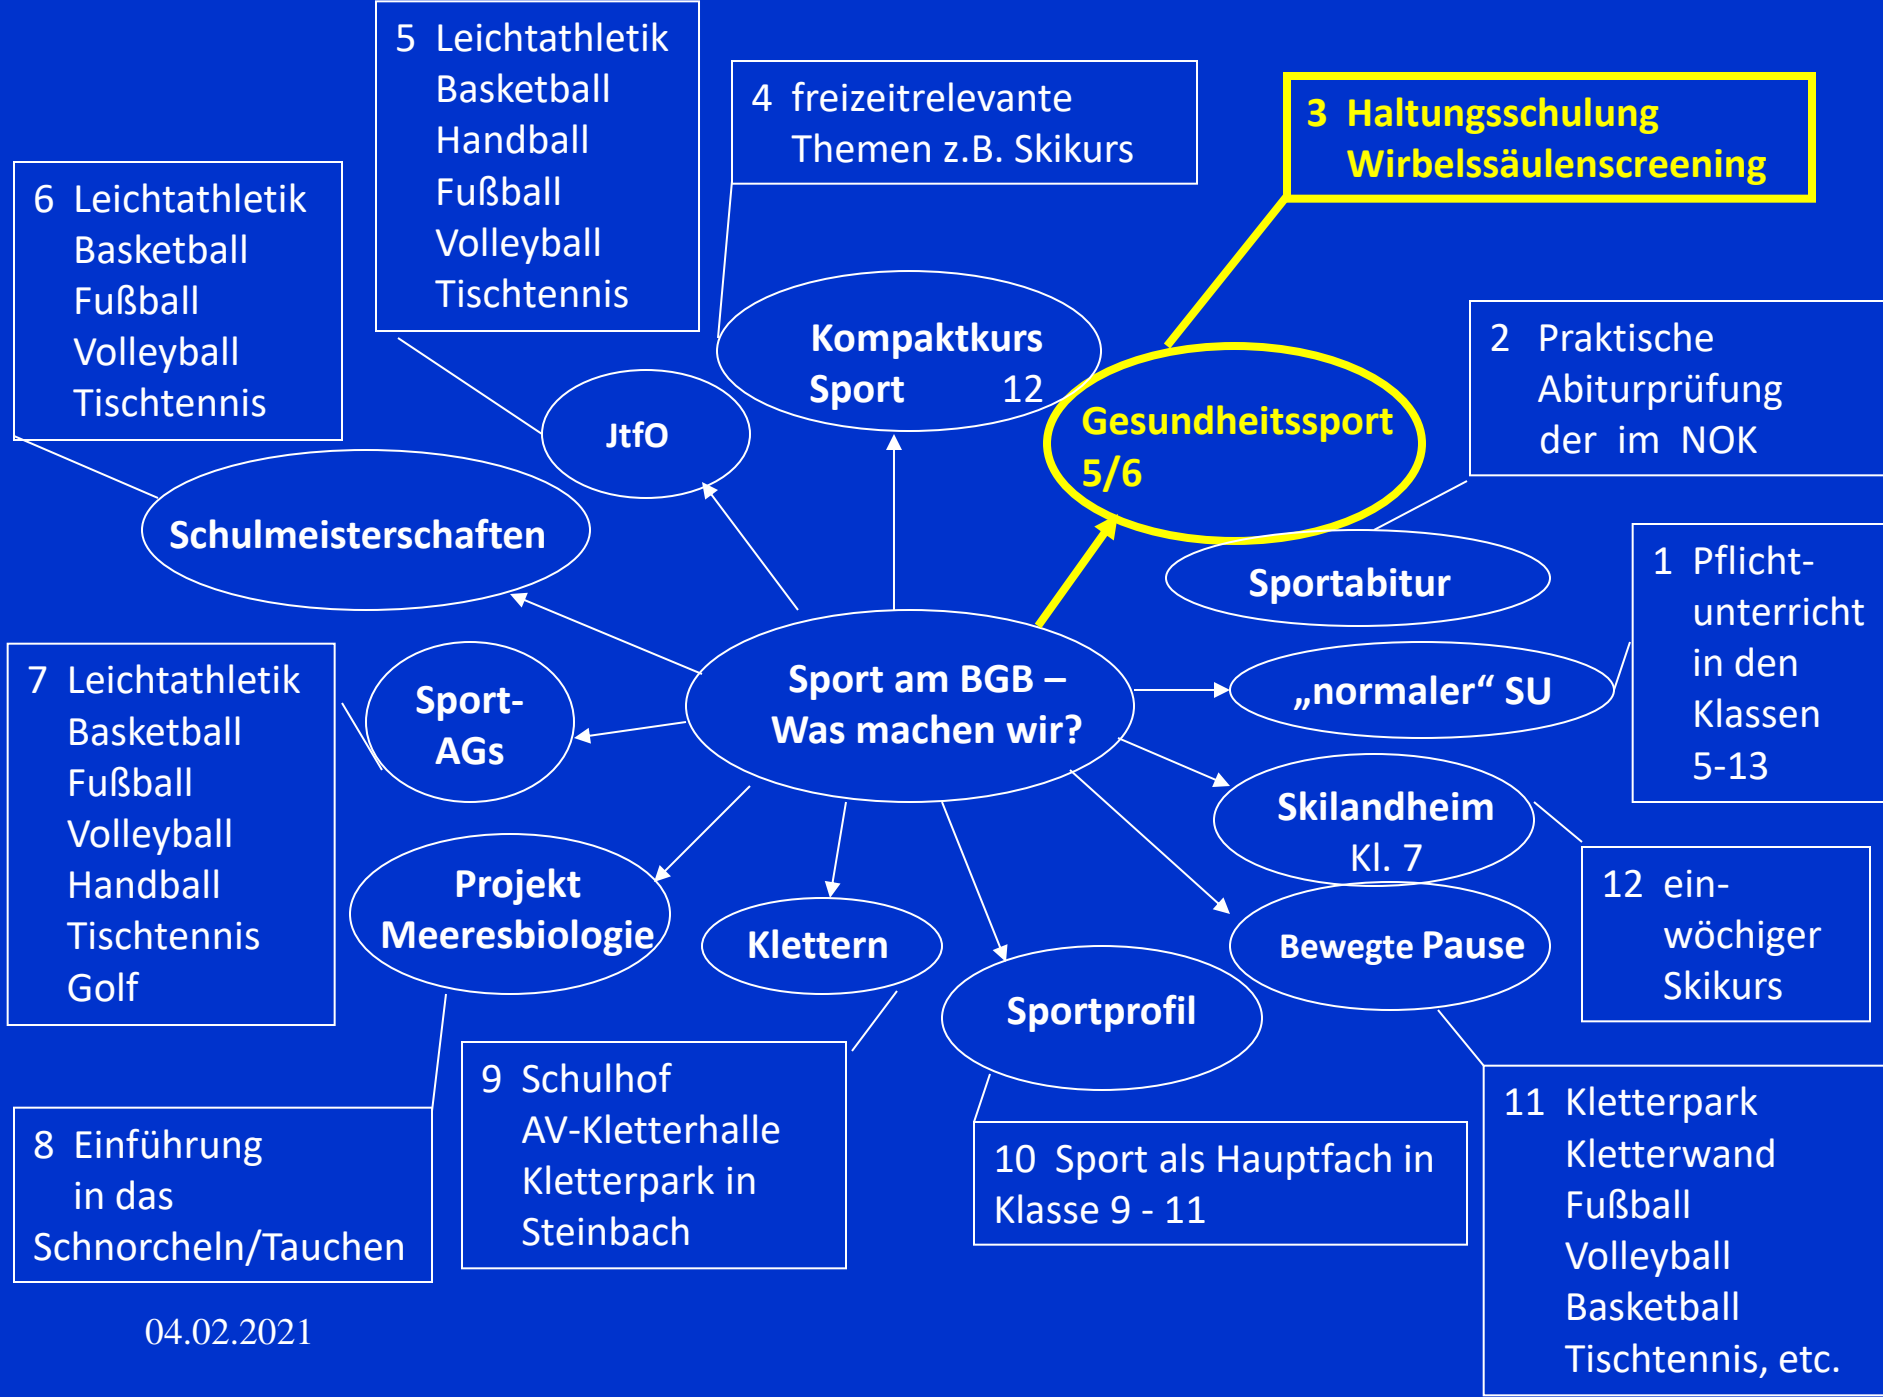 5 Leichtathletik
Basketball
Handball
Fußball
Volleyball
Tischtennis
4 freizeitrelevante
Themen z.B. Skikurs
3 Haltungsschulung
Wirbelssäulenscreening
6 Leichtathletik
Basketball
Fußball
Volleyball
Tischtennis
Kompaktkurs
Sport 12
JtfO
Gesundheitssport
5/6
2 Praktische
Abiturprüfung
der im NOK
Schulmeisterschaften
Sportabitur
1 Pflicht-
unterricht
in den
Klassen
5-13
7 Leichtathletik
Basketball
Fußball
Volleyball
Handball
Tischtennis
Golf
Sport-
AGs
Sport am BGB –
Was machen wir?
„normaler“ SU
Skilandheim
Kl. 7
12 ein-
wöchiger
Skikurs
Projekt
Meeresbiologie
Klettern
Sportprofil
Bewegte Pause
8 Einführung
in das
Schnorcheln/Tauchen
9 Schulhof
AV-Kletterhalle
Kletterpark in
Steinbach
10 Sport als Hauptfach in
Klasse 9 - 11
11 Kletterpark
Kletterwand
Fußball
Volleyball
Basketball
Tischtennis, etc.
04.02.2021